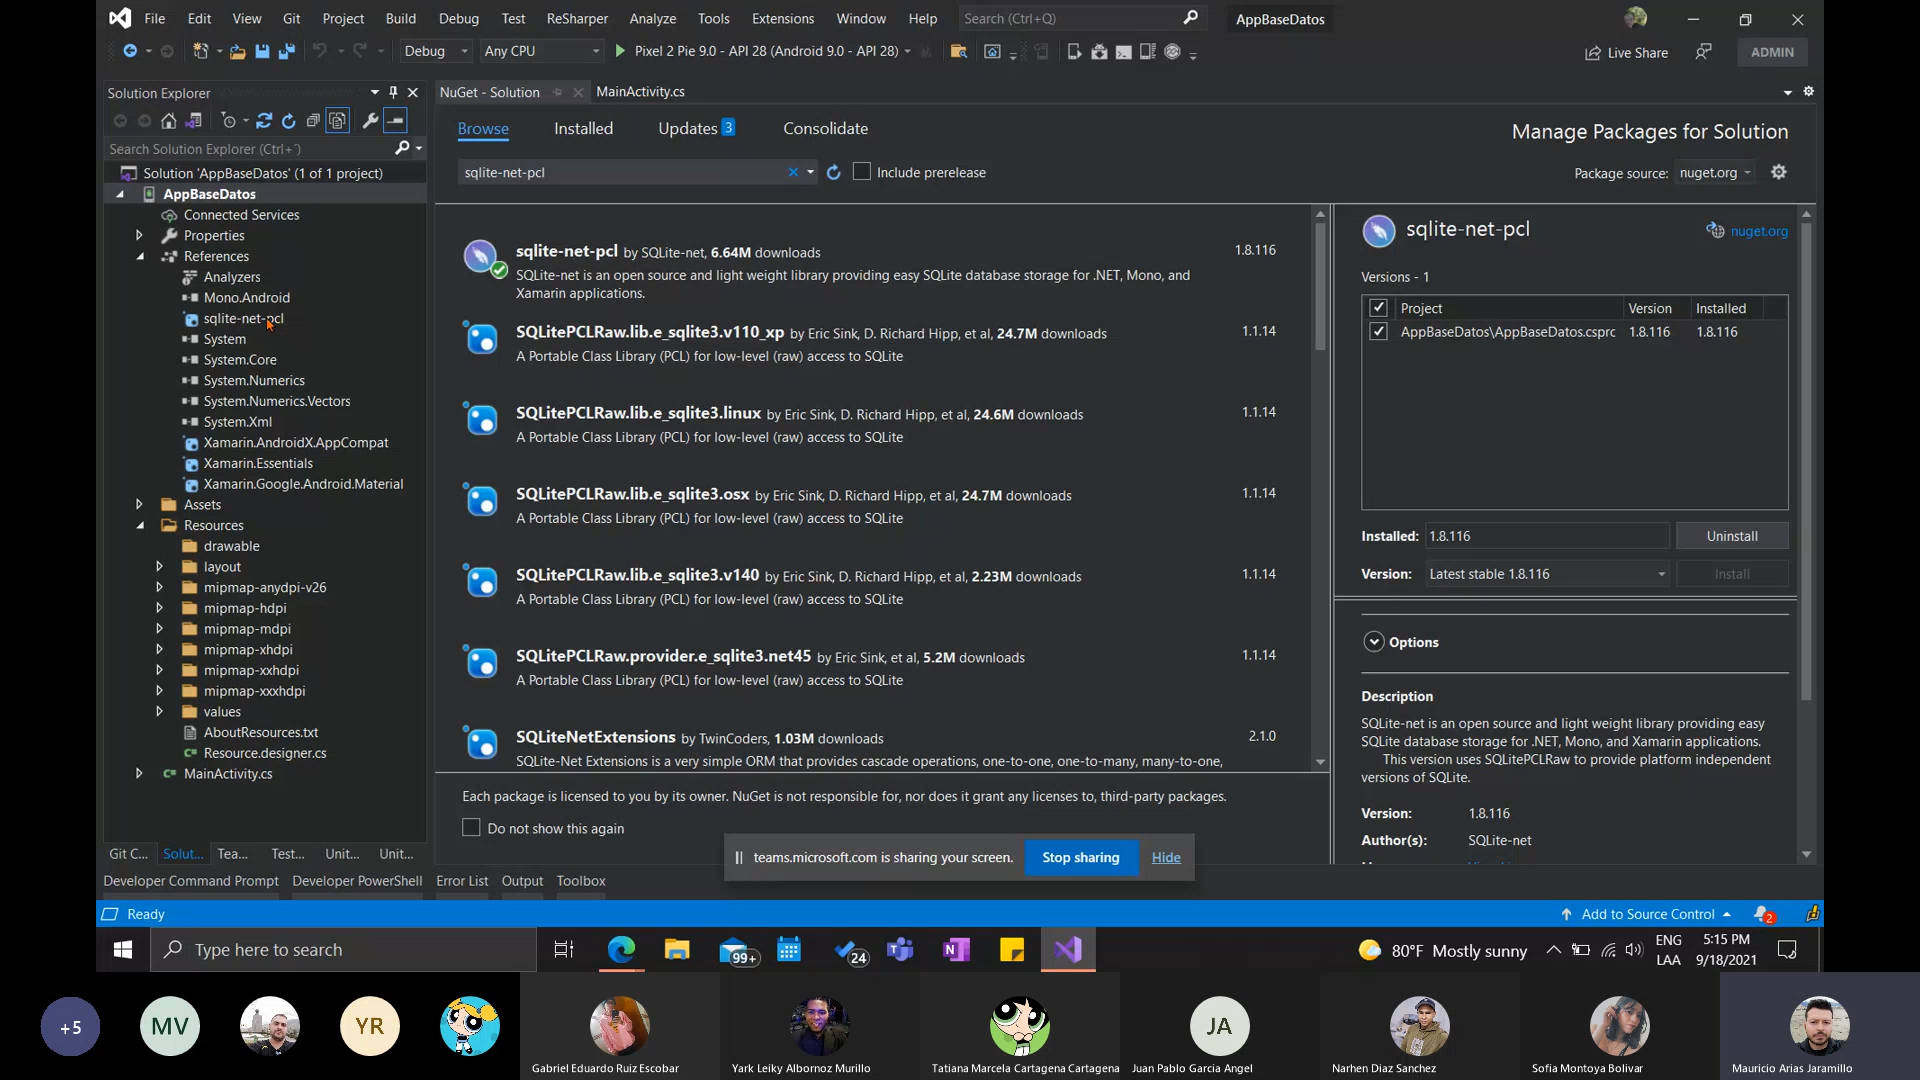 File Edit View Git Project Build Debug Test ReSharper Analyze Tools Extensions Window Help Search (Ctrl+Q) AppBaseDatos
Debug Any CPU Pixel 2 Pie 9.0 - API 28 (Android 9.0 - API 28) Live Share ADMIN
Solution Explorer
Search Solution Explorer (Ctrl+´)
Solution 'AppBaseDatos' (1 of 1 project)
AppBaseDatos
Connected Services
Properties
References
Analyzers
Mono.Android
sqlite-net-pcl
System
System.Core
System.Numerics
System.Numerics.Vectors
System.Xml
Xamarin.AndroidX.AppCompat
Xamarin.Essentials
Xamarin.Google.Android.Material
Assets
Resources
drawable
layout
mipmap-anydpi-v26
mipmap-hdpi
mipmap-mdpi
mipmap-xhdpi
mipmap-xxhdpi
mipmap-xxxhdpi
values
AboutResources.txt
Resource.designer.cs
MainActivity.cs
Git C... Solut... Tea... Test... Unit... Unit...
NuGet - Solution MainActivity.cs
Browse Installed Updates 3 Consolidate
Manage Packages for Solution
sqlite-net-pcl Include prerelease
Package source: nuget.org
sqlite-net-pcl by SQLite-net, 6.64M downloads 1.8.116
SQLite-net is an open source and light weight library providing easy SQLite database storage for .NET, Mono, and
Xamarin applications.
SQLitePCLRaw.lib.e_sqlite3.v110_xp by Eric Sink, D. Richard Hipp, et al, 24.7M downloads 1.1.14
A Portable Class Library (PCL) for low-level (raw) access to SQLite
SQLitePCLRaw.lib.e_sqlite3.linux by Eric Sink, D. Richard Hipp, et al, 24.6M downloads 1.1.14
A Portable Class Library (PCL) for low-level (raw) access to SQLite
SQLitePCLRaw.lib.e_sqlite3.osx by Eric Sink, D. Richard Hipp, et al, 24.7M downloads 1.1.14
A Portable Class Library (PCL) for low-level (raw) access to SQLite
SQLitePCLRaw.lib.e_sqlite3.v140 by Eric Sink, D. Richard Hipp, et al, 2.23M downloads 1.1.14
A Portable Class Library (PCL) for low-level (raw) access to SQLite
SQLitePCLRaw.provider.e_sqlite3.net45 by Eric Sink, et al, 5.2M downloads 1.1.14
A Portable Class Library (PCL) for low-level (raw) access to SQLite
SQLiteNetExtensions by TwinCoders, 1.03M downloads 2.1.0
SQLite-Net Extensions is a very simple ORM that provides cascade operations, one-to-one, one-to-many, many-to-one,
Each package is licensed to you by its owner. NuGet is not responsible for, nor does it grant any licenses to, third-party packages.
Do not show this again
sqlite-net-pcl nuget.org
Versions - 1
Project Version Installed
AppBaseDatos\AppBaseDatos.csprc 1.8.116 1.8.116
Installed: 1.8.116 Uninstall
Version: Latest stable 1.8.116 Install
Options
Description
SQLite-net is an open source and light weight library providing easy
SQLite database storage for .NET, Mono, and Xamarin applications.
This version uses SQLitePCLRaw to provide platform independent
versions of SQLite.
Version: 1.8.116
Author(s): SQLite-net
teams.microsoft.com is sharing your screen. Stop sharing Hide
Developer Command Prompt Developer PowerShell Error List Output Toolbox
Ready Add to Source Control 2
Type here to search 99+ 24 80°F Mostly sunny ENG LAA 5:15 PM 9/18/2021
+5 MV YR JA
Gabriel Eduardo Ruiz Escobar Yark Leiky Albornoz Murillo Tatiana Marcela Cartagena Cartagena Juan Pablo Garcia Angel Narhen Diaz Sanchez Sofia Montoya Bolivar Mauricio Arias Jaramillo